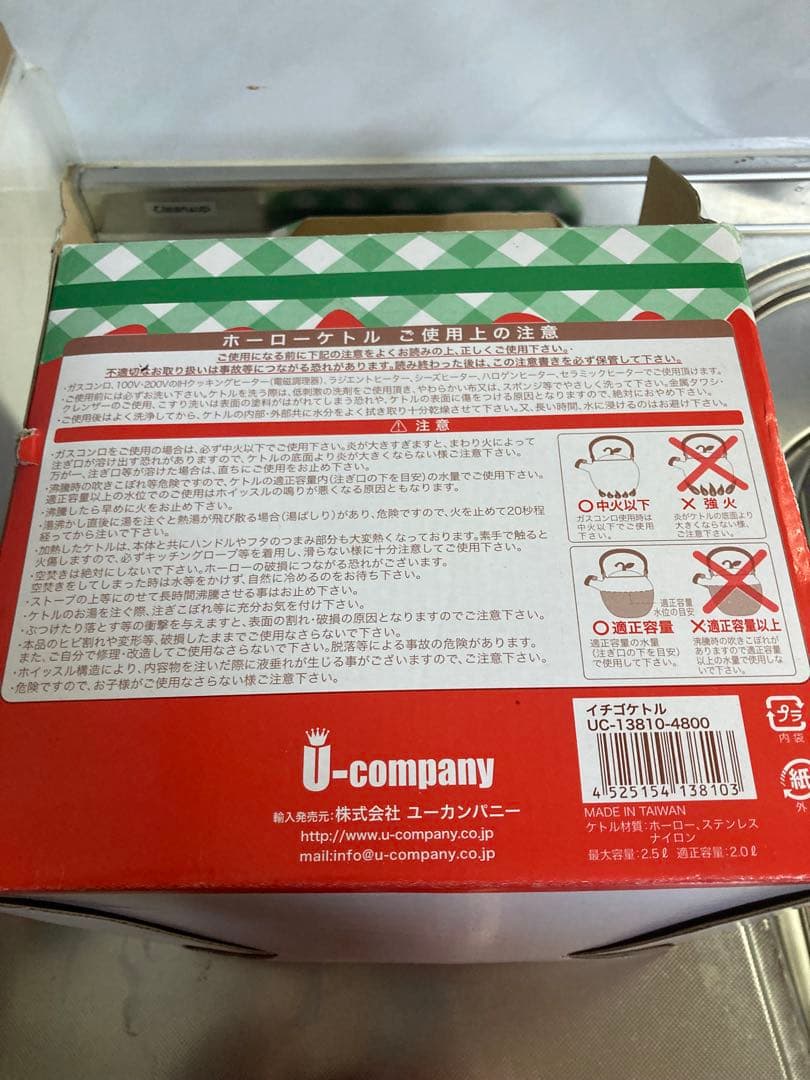 Cleanup
ホーローケトル ご使用上の注意
ご使用になる前に下記の注意をよくお読みの上、正しくご使用下さい。
不適切なお取り扱いは事故等につながる恐れがあります。読み終わった後は、この注意書きを必ず保管して下さい。
・ガスコンロ、100V・200VのIHクッキングヒーター(電磁調理器)、ラジエントヒーター、シーズヒーター、ハロゲンヒーター、セラミックヒーターでご使用頂けます。
・ご使用前には必ずお洗い下さい。ケトルを洗う際は、低刺激の洗剤をご使用頂き、やわらかい布又は、スポンジ等でやさしく洗って下さい。金属タワシ・
クレンザーのご使用、こすり洗いは表面の塗料がはがれてしまう恐れや、ケトルの表面に傷をつける原因となりますので、絶対におやめ下さい。
・ご使用後はよく洗浄してから、ケトルの内部・外部共に水分をよく拭き取り十分乾燥させて下さい。又、長い時間、水に浸けるのはお避け下さい。
⚠ 注意
・ガスコンロをご使用の場合は、必ず中火以下でご使用下さい。炎が大きすぎますと、まわり火によって
注ぎ口が溶け出す恐れがありますので、ケトルの底面より炎が大きくならない様ご注意下さい。
万が一、注ぎ口等が溶けた場合は、直ちにご使用をお止め下さい。
・沸騰時の吹きこぼれ等危険ですので、ケトルの適正容量内(注ぎ口の下を目安)の水量でご使用下さい。
適正容量以上の水位でのご使用はホイッスルの鳴りが悪くなる原因ともなります。
・沸騰したら早めに火をお止め下さい。
・湯沸かし直後に湯を注ぐと熱湯が飛び散る場合(湯ばしり)があり、危険ですので、火を止めて20秒程
経ってから注いで下さい。
・加熱したケトルは、本体と共にハンドルやフタのつまみ部分も大変熱くなっております。素手で触ると
火傷しますので、必ずキッチングローブ等を着用し、滑らない様に十分注意してご使用下さい。
・空焚きは絶対にしないで下さい。ホーローの破損につながる恐れがございます。
空焚きをしてしまった時は水等をかけず、自然に冷めるのをお待ち下さい。
・ストーブの上等にのせて長時間沸騰させる事はお止め下さい。
・ケトルのお湯を注ぐ際、注ぎこぼれ等に充分お気を付け下さい。
・ぶつけたり落とす等の衝撃を与えますと、表面の割れ・破損の原因となりますのでご注意下さい。
・本品のヒビ割れや変形等、破損したままでご使用なさらないで下さい。
また、ご自分で修理・改造してご使用なさらないで下さい。脱落等による事故の危険があります。
・ホイッスル構造により、内容物を注いだ際に液垂れが生じる事がございますので、ご注意下さい。
・危険ですので、お子様がご使用なさらない様ご注意下さい。
○中火以下
ガスコンロ使用時は
中火以下でご使用
下さい。
×強火
炎がケトルの底面より
大きくならない様、
ご注意下さい。
適正容量
水位の目安
○適正容量
適正容量の水量
(注ぎ口の下を目安)
で使用して下さい。
×適正容量以上
沸騰時の吹きこぼれが
ありますので適正容量
以上の水量で使用しな
いで下さい。
U-company
輸入発売元:株式会社 ユーカンパニー
http://www.u-company.co.jp
mail:info@u-company.co.jp
イチゴケトル
UC-13810-4800
4 525154 138103
MADE IN TAIWAN
ケトル材質:ホーロー、ステンレス
ナイロン
最大容量:2.5ℓ 適正容量:2.0ℓ
プラ
内袋
紙
外